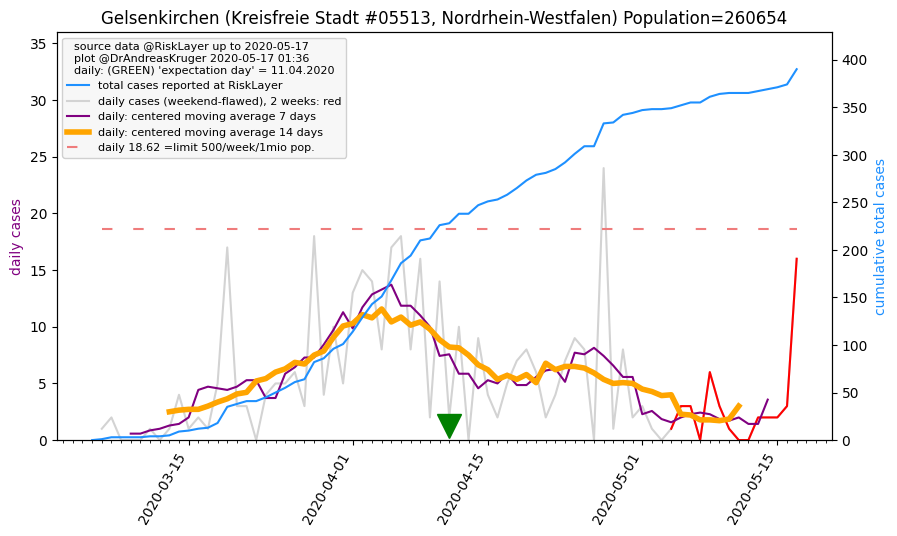 Gelsenkirchen (Kreisfreie Stadt #05513, Nordrhein-Westfalen) Population=260654
source data @RiskLayer up to 2020-05-17
plot @DrAndreasKruger 2020-05-17 01:36
daily: (GREEN) 'expectation day' = 11.04.2020
total cases reported at RiskLayer
daily cases (weekend-flawed), 2 weeks: red
daily: centered moving average 7 days
daily: centered moving average 14 days
daily 18.62 =limit 500/week/1mio pop.
daily cases
35
30
25
20
15
10
5
0
cumulative total cases
400
350
300
250
200
150
100
50
0
2020-03-15
2020-04-01
2020-04-15
2020-05-01
2020-05-15